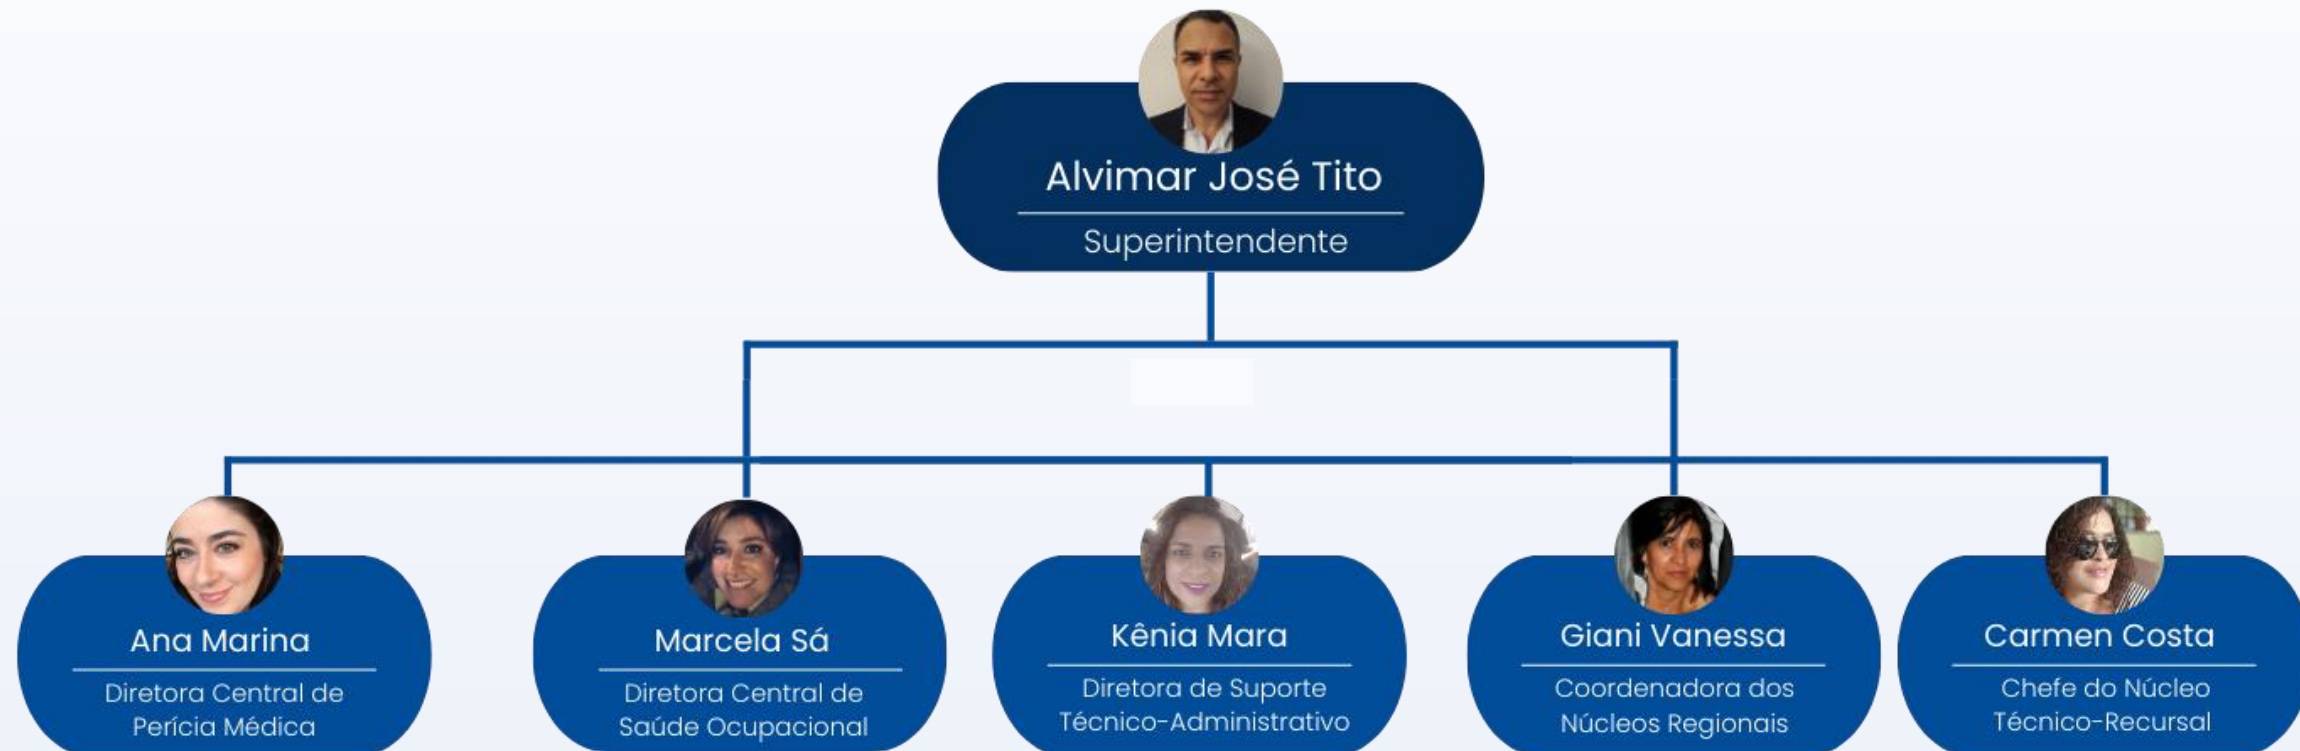 Alvimar José Tito
Superintendente
Ana Marina
Diretora Central de
Perícia Médica
Marcela Sá
Diretora Central de
Saúde Ocupacional
Kênia Mara
Diretora de Suporte
Técnico-Administrativo
Giani Vanessa
Coordenadora dos
Núcleos Regionais
Carmen Costa
Chefe do Núcleo
Técnico-Recursal